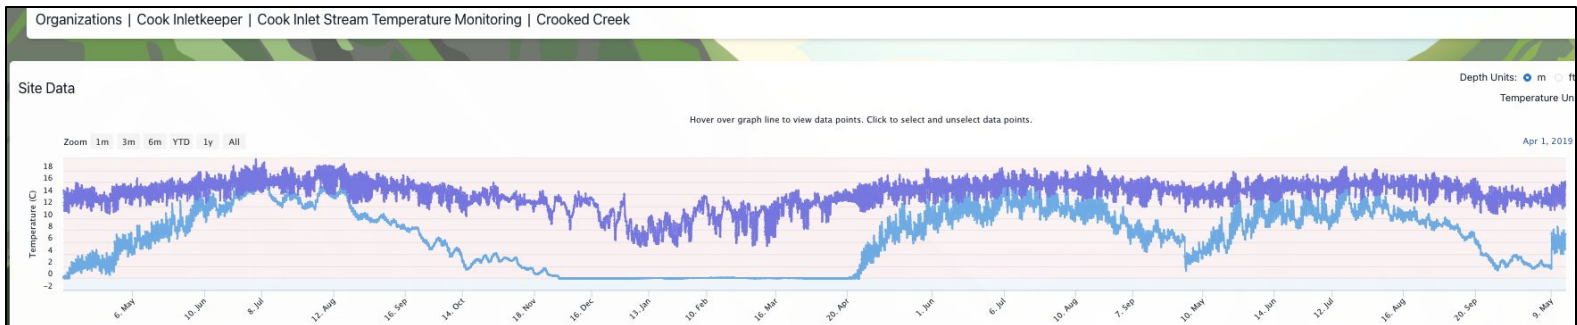 Organizations | Cook Inletkeeper | Cook Inlet Stream Temperature Monitoring | Crooked Creek
Site Data
Depth Units: m ft
Temperature Un
Hover over graph line to view data points. Click to select and unselect data points.
Zoom 1m 3m 6m YTD 1y All
Apr 1, 2019
Temperature (C)
18
16
14
12
10
8
6
4
2
0
−2
6. May
10. Jun
8. Jul
12. Aug
16. Sep
14. Oct
18. Nov
16. Dec
13. Jan
10. Feb
16. Mar
20. Apr
1. Jun
6. Jul
10. Aug
7. Sep
10. May
14. Jun
12. Jul
16. Aug
20. Sep
9. May